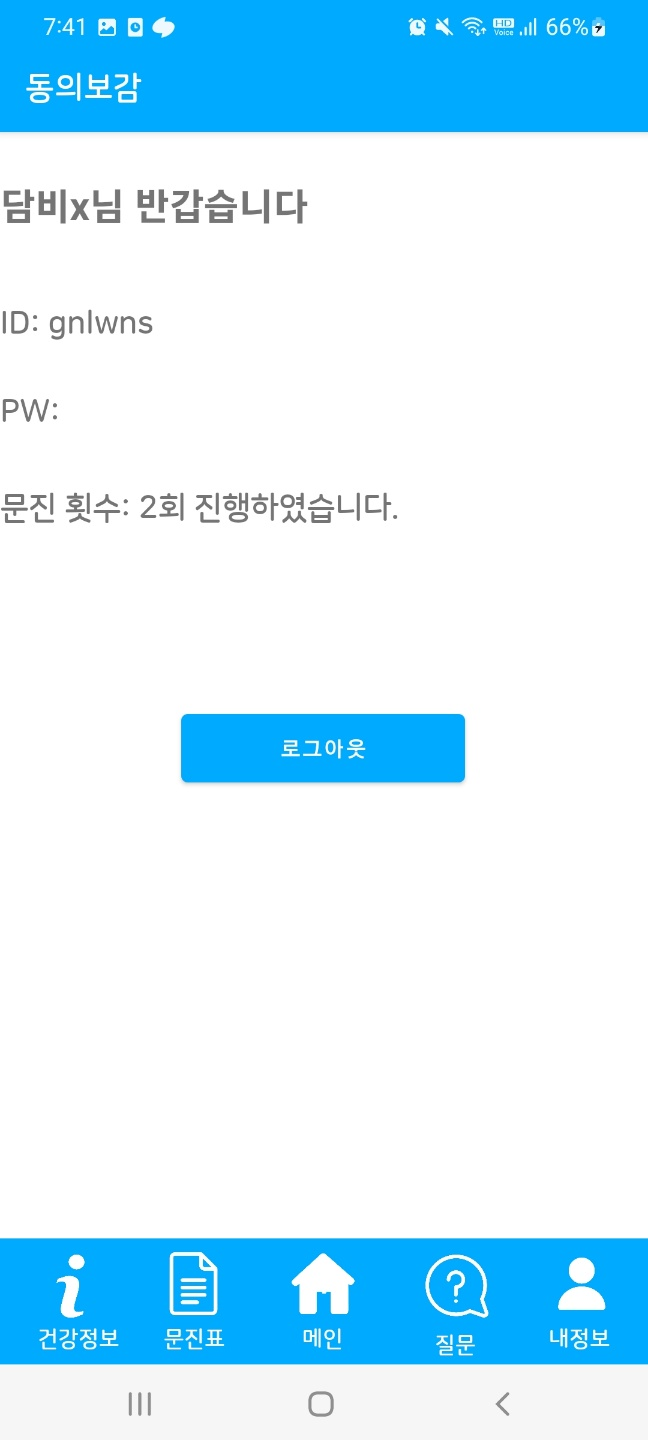 7:41 HD Voice 66%
동의보감
담비x님 반갑습니다
ID: gnlwns
PW:
문진 횟수: 2회 진행하였습니다.
로그아웃
건강정보 문진표 메인 질문 내정보